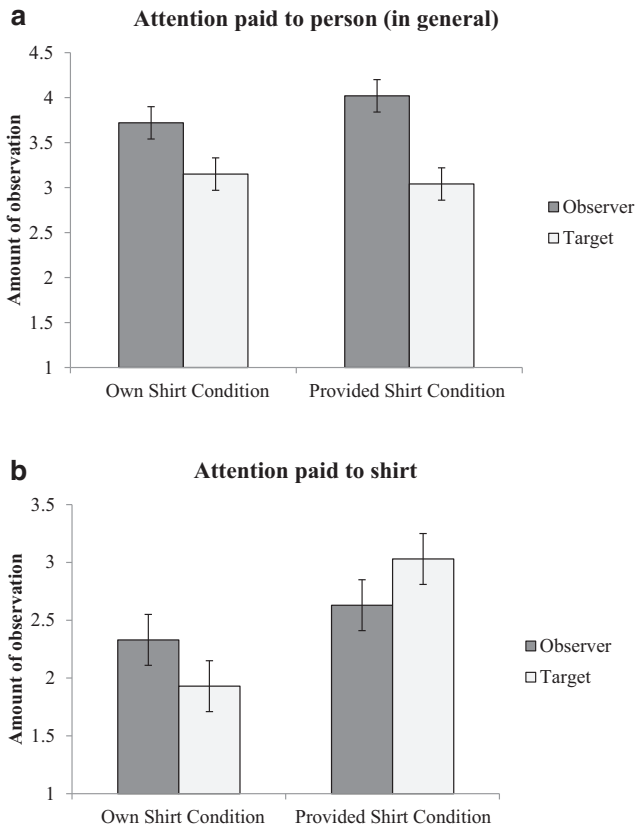 a
Attention paid to person (in general)
4.5
4
3.5
3
2.5
2
1.5
1
Amount of observation
Own Shirt Condition
Provided Shirt Condition
Observer
Target
b
Attention paid to shirt
3.5
3
2.5
2
1.5
1
Amount of observation
Own Shirt Condition
Provided Shirt Condition
Observer
Target